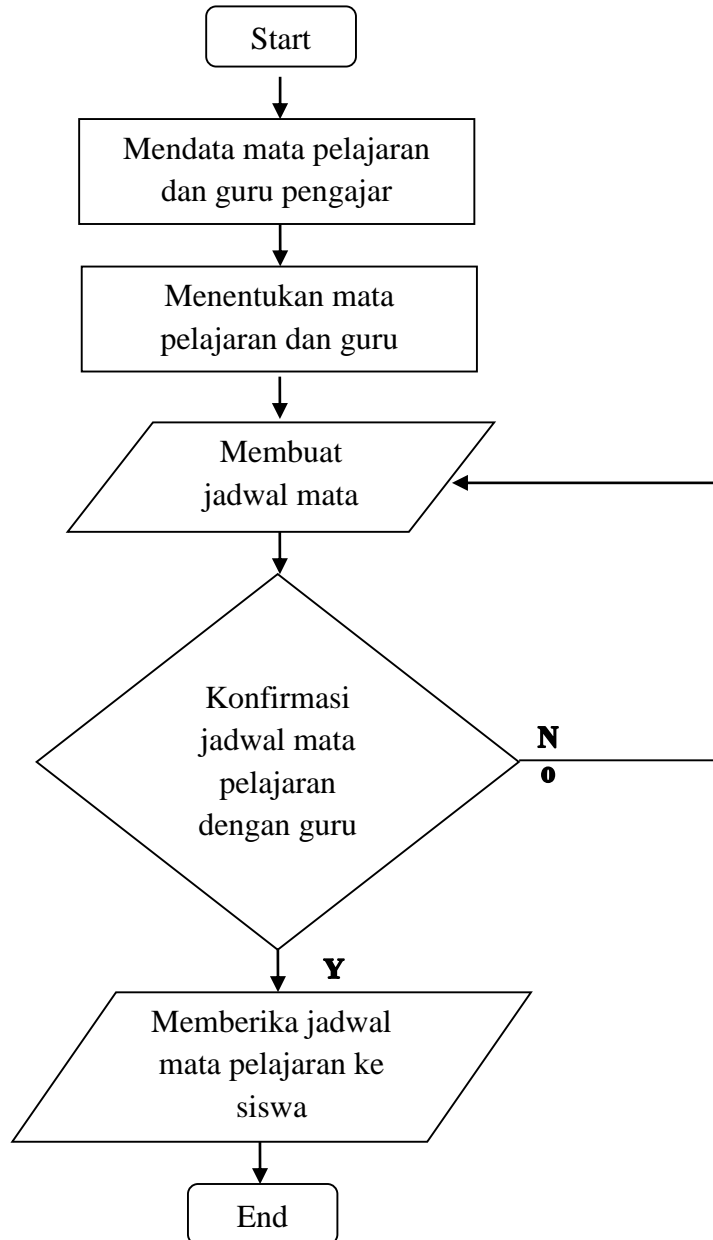 Start
Mendata mata pelajaran
dan guru pengajar
Menentukan mata
pelajaran dan guru
Membuat
jadwal mata
Konfirmasi
jadwal mata
pelajaran
dengan guru
N
o
Y
Memberika jadwal
mata pelajaran ke
siswa
End